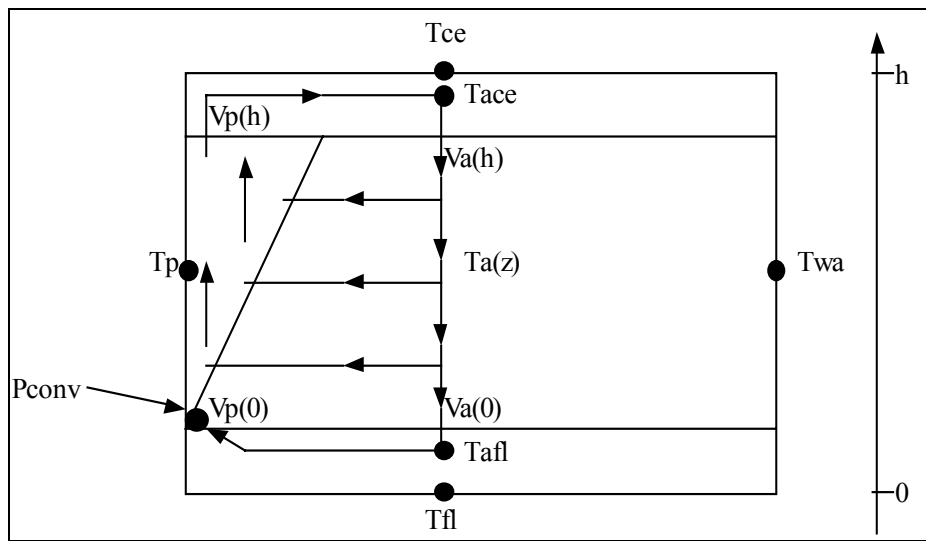 Tce
h
Tace
Vp(h)
Va(h)
Tp
Ta(z)
Twa
Pconv
Vp(0)
Va(0)
Tafl
0
Tfl